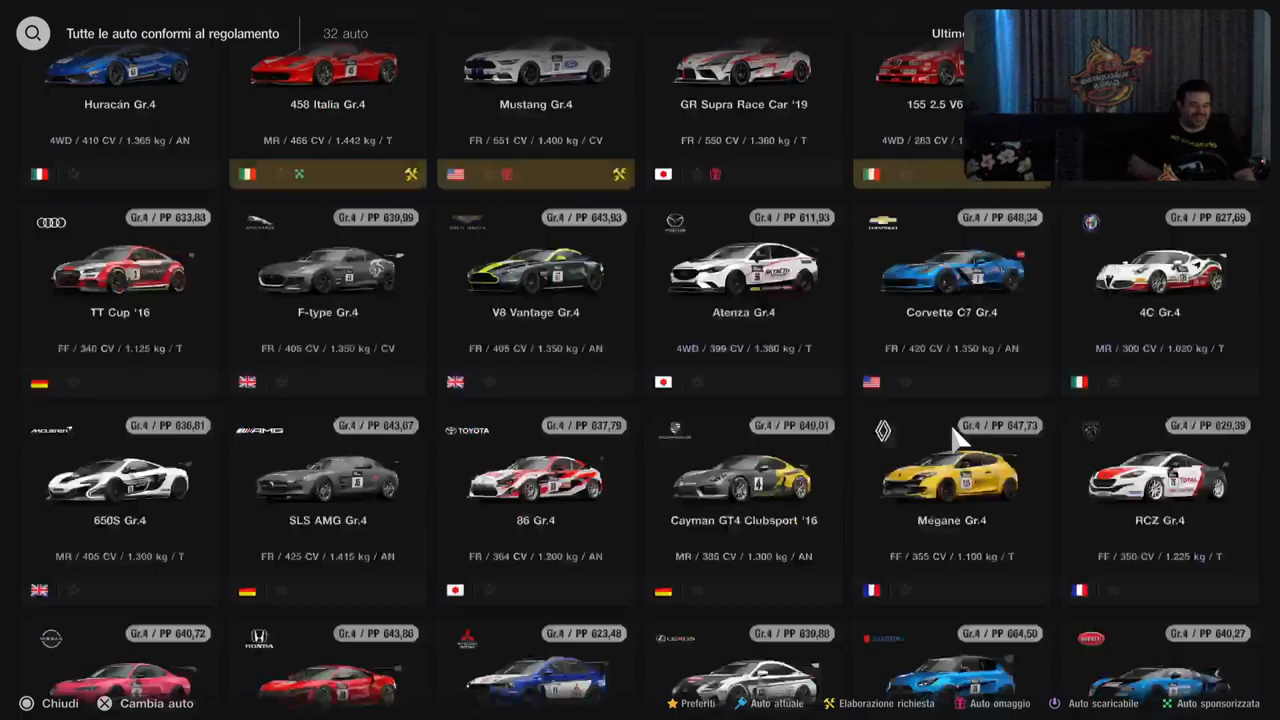 Tutte le auto conformi al regolamento 32 auto Ultime
Huracán Gr.4 458 Italia Gr.4 Mustang Gr.4 GR Supra Race Car '19 155 2.5 V6
4WD / 410 CV / 1.365 kg / AN MR / 466 CV / 1.442 kg / T FR / 551 CV / 1.400 kg / CV FR / 550 CV / 1.380 kg / T 4WD / 283 CV / 1.
Gr.4 / PP 633,83 Gr.4 / PP 639,99 Gr.4 / PP 643,93 Gr.4 / PP 611,93 Gr.4 / PP 648,34 Gr.4 / PP 627,69
TT Cup '16 F-type Gr.4 V8 Vantage Gr.4 Atenza Gr.4 Corvette C7 Gr.4 4C Gr.4
FF / 340 CV / 1.125 kg / T FR / 405 CV / 1.350 kg / CV FR / 405 CV / 1.350 kg / AN 4WD / 399 CV / 1.380 kg / T FR / 420 CV / 1.350 kg / AN MR / 300 CV / 1.020 kg / T
McLaren Gr.4 / PP 636,81 AMG Gr.4 / PP 643,07 TOYOTA Gr.4 / PP 637,79 Gr.4 / PP 649,01 Gr.4 / PP 647,73 Gr.4 / PP 629,39
650S Gr.4 SLS AMG Gr.4 86 Gr.4 Cayman GT4 Clubsport '16 Mégane Gr.4 RCZ Gr.4
MR / 405 CV / 1.300 kg / T FR / 425 CV / 1.415 kg / AN FR / 364 CV / 1.200 kg / AN MR / 385 CV / 1.300 kg / AN FF / 355 CV / 1.100 kg / T FF / 350 CV / 1.225 kg / T
Gr.4 / PP 640,72 HONDA Gr.4 / PP 643,86 Gr.4 / PP 623,48 LEXUS Gr.4 / PP 639,88 Gr.4 / PP 664,50 Gr.4 / PP 640,27
Chiudi Cambia auto Preferiti Auto attuale Elaborazione richiesta Auto omaggio Auto scaricabile Auto sponsorizzata